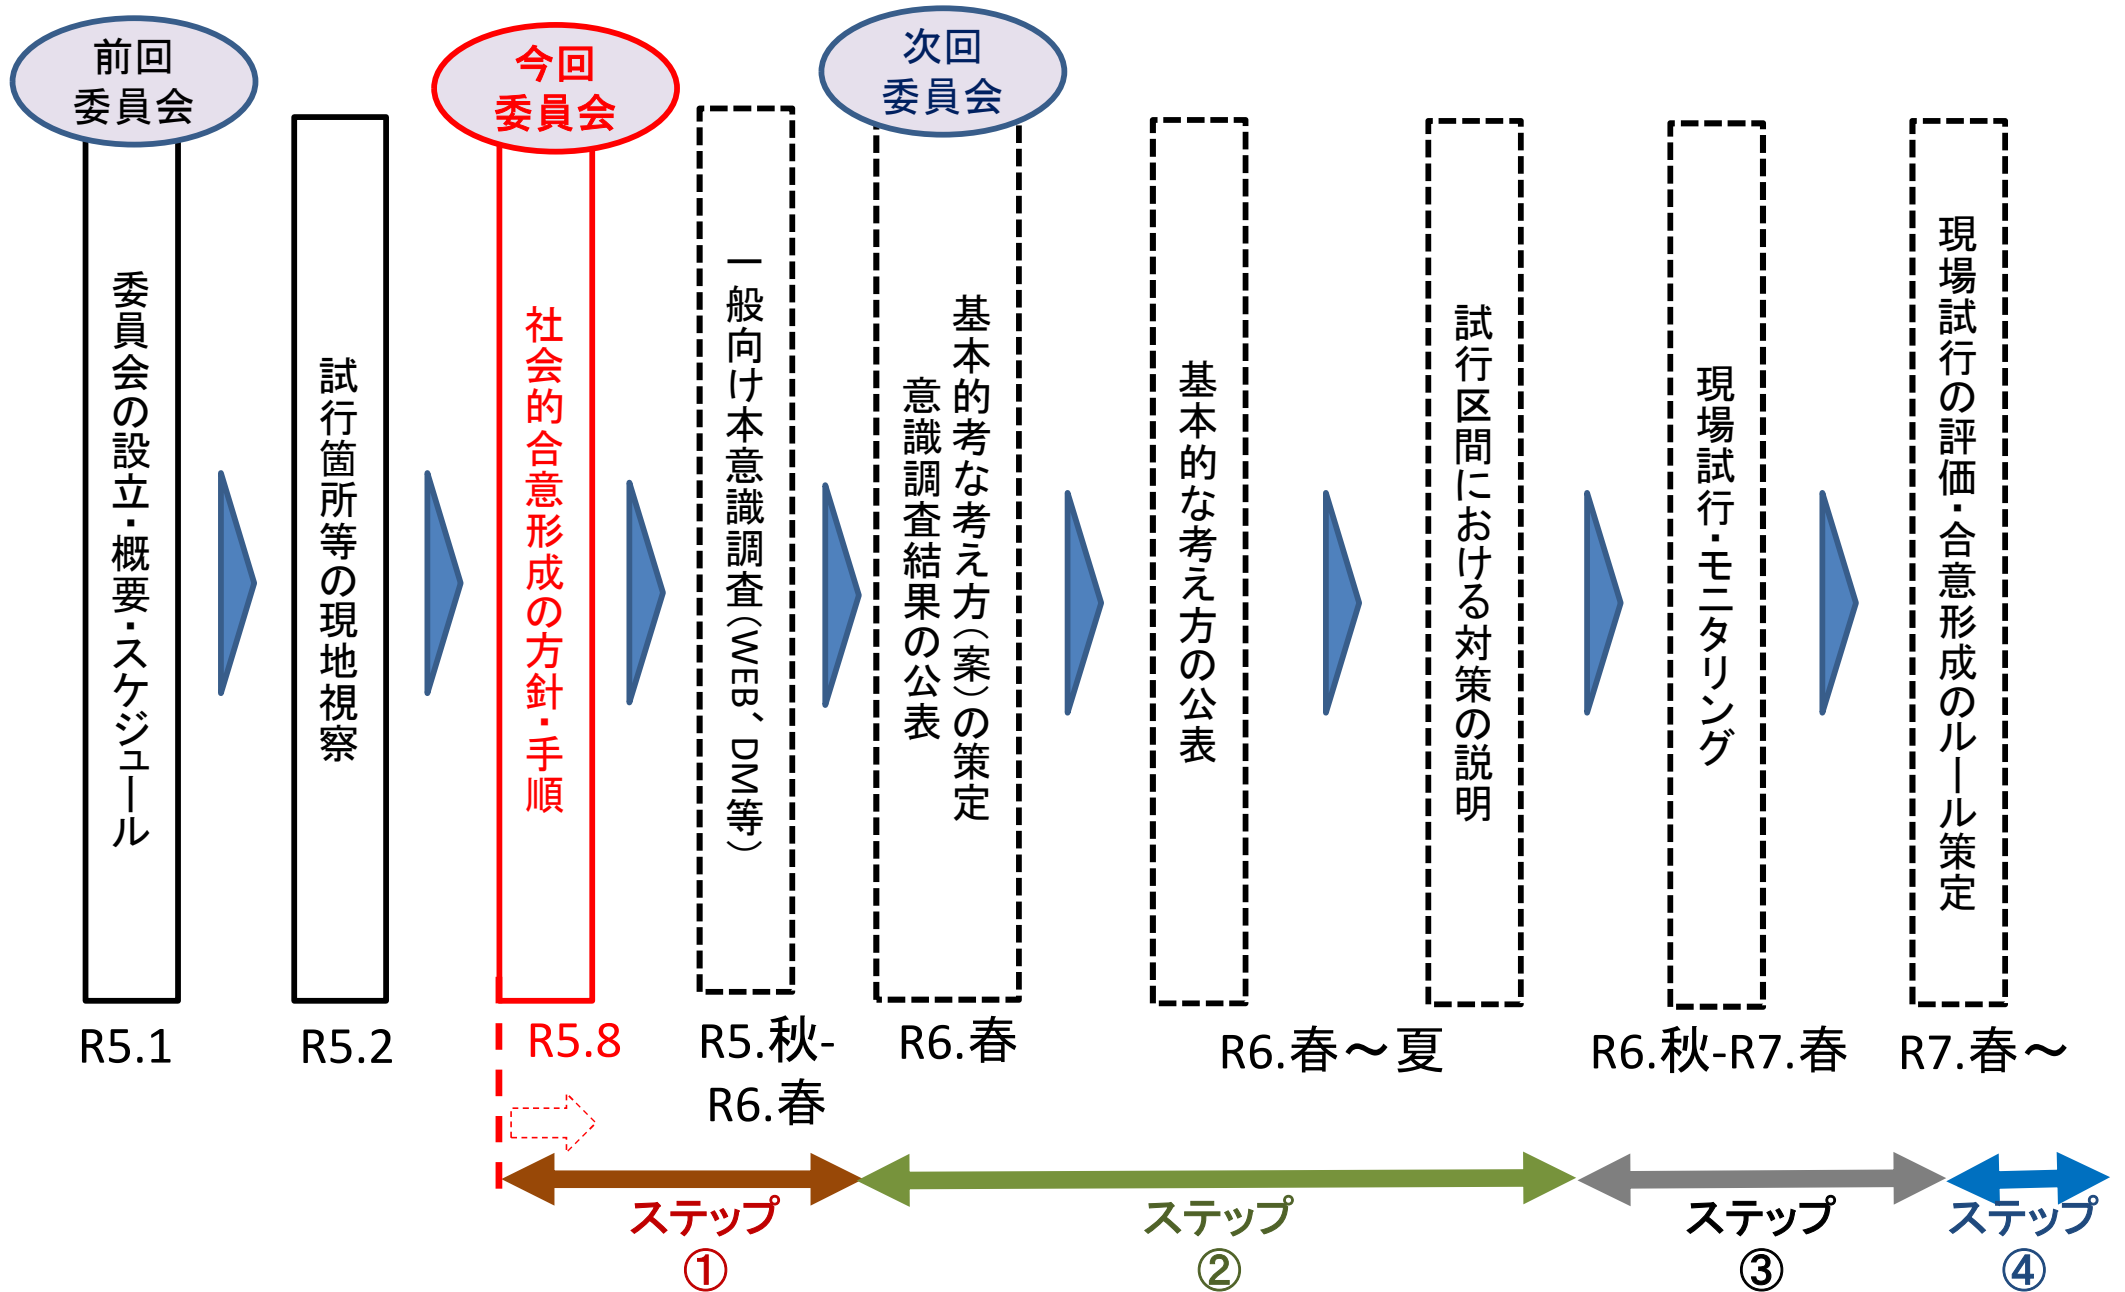 前回
委員会
今回
委員会
次回
委員会
委員会の設立・概要・スケジュール
試行箇所等の現地視察
社会的合意形成の方針・手順
一般向け本意識調査（WEB、DM等）
基本的考な考え方（案）の策定
意識調査結果の公表
基本的な考え方の公表
試行区間における対策の説明
現場試行・モニタリング
現場試行の評価・合意形成のルール策定
R5.1
R5.2
R5.8
R5.秋-
R6.春
R6.春
R6.春～夏
R6.秋-R7.春
R7.春～
ステップ
①
ステップ
②
ステップ
③
ステップ
④